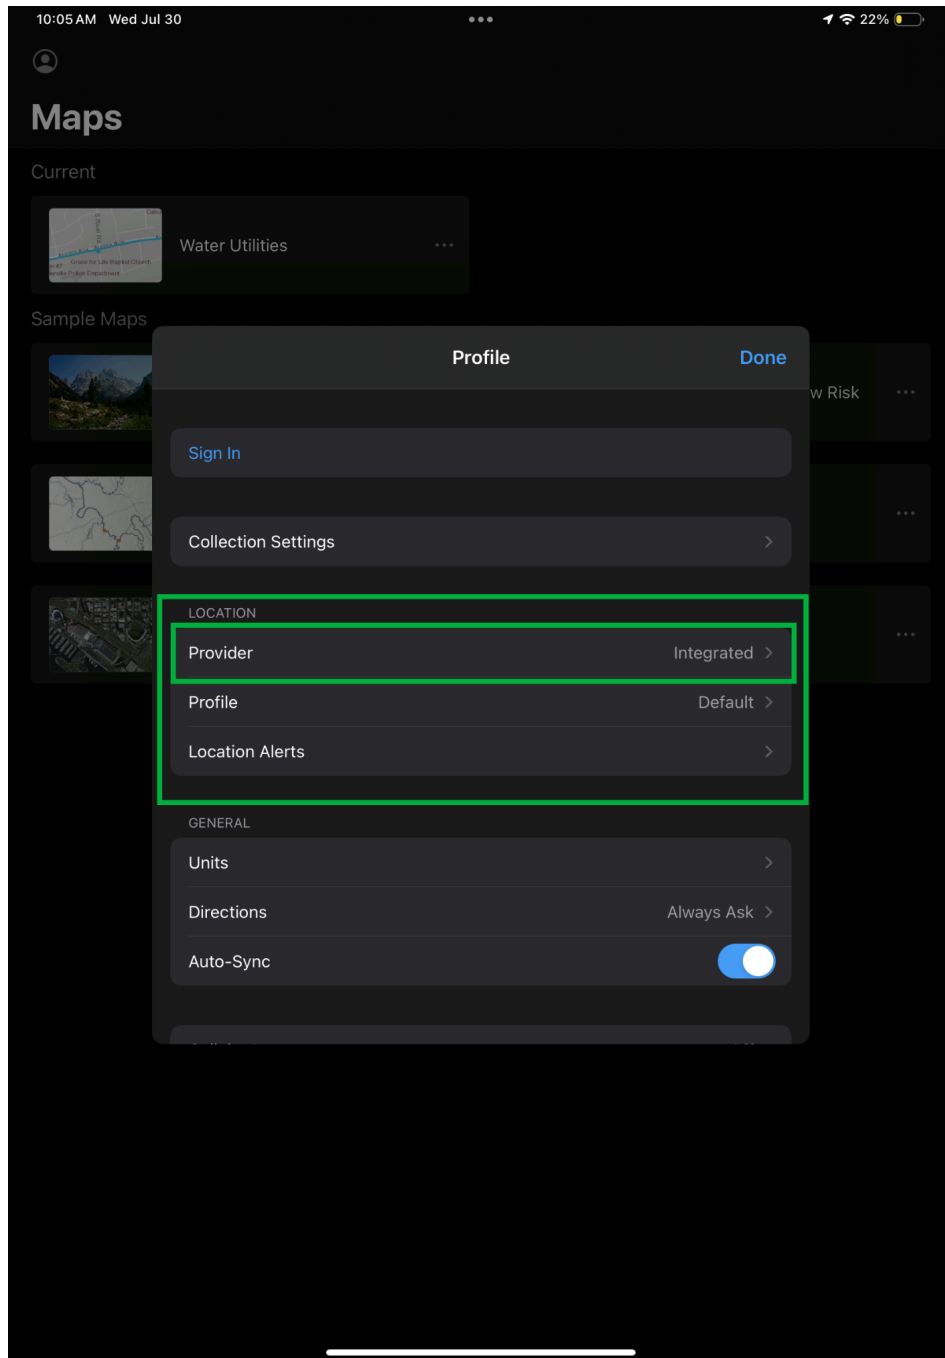 10:05 AM Wed Jul 30
22%
Maps
Current
Water Utilities
Sample Maps
Profile
Done
w Risk
Sign In
Collection Settings
LOCATION
Provider Integrated
Profile Default
Location Alerts
GENERAL
Units
Directions Always Ask
Auto-Sync